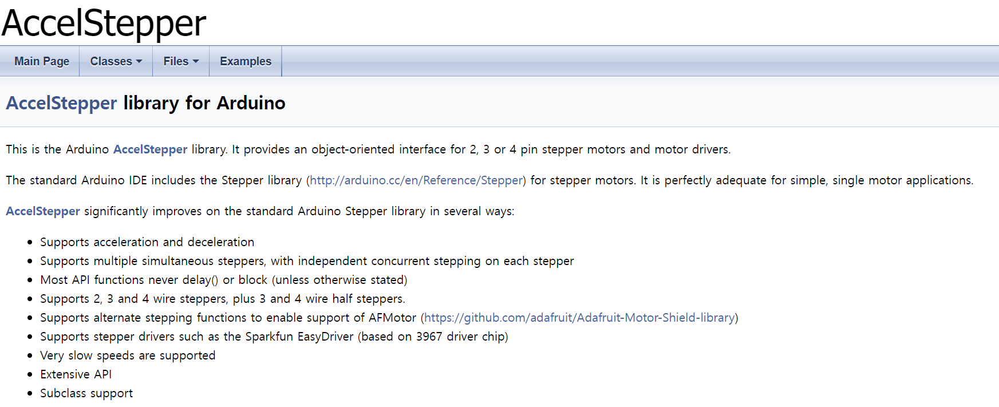 AccelStepper
Main Page Classes Files Examples
AccelStepper library for Arduino
This is the Arduino AccelStepper library. It provides an object-oriented interface for 2, 3 or 4 pin stepper motors and motor drivers.
The standard Arduino IDE includes the Stepper library (http://arduino.cc/en/Reference/Stepper) for stepper motors. It is perfectly adequate for simple, single motor applications.
AccelStepper significantly improves on the standard Arduino Stepper library in several ways:
• Supports acceleration and deceleration
• Supports multiple simultaneous steppers, with independent concurrent stepping on each stepper
• Most API functions never delay() or block (unless otherwise stated)
• Supports 2, 3 and 4 wire steppers, plus 3 and 4 wire half steppers.
• Supports alternate stepping functions to enable support of AFMotor (https://github.com/adafruit/Adafruit-Motor-Shield-library)
• Supports stepper drivers such as the Sparkfun EasyDriver (based on 3967 driver chip)
• Very slow speeds are supported
• Extensive API
• Subclass support